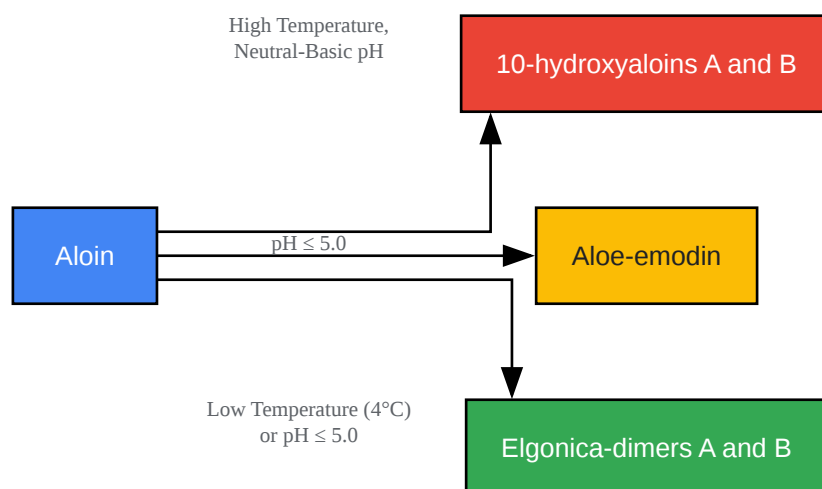 High Temperature,
Neutral-Basic pH
10-hydroxyaloins A and B
Aloin
pH ≤ 5.0
Aloe-emodin
Low Temperature (4°C)
or pH ≤ 5.0
Elgonica-dimers A and B